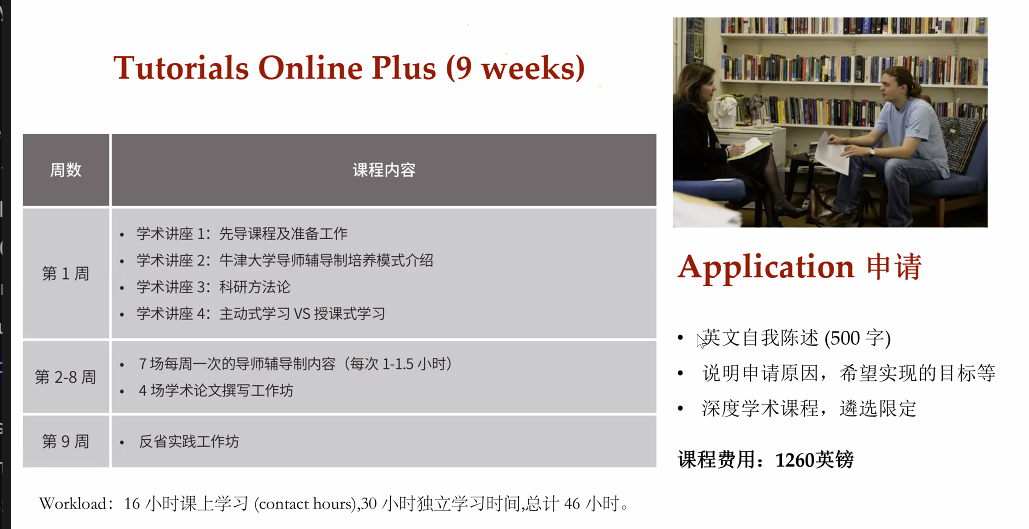 Tutorials Online Plus (9 weeks)
周数
课程内容
第 1 周
• 学术讲座 1：先导课程及准备工作
• 学术讲座 2：牛津大学导师辅导制培养模式介绍
• 学术讲座 3：科研方法论
• 学术讲座 4：主动式学习 VS 授课式学习
第 2-8 周
• 7 场每周一次的导师辅导制内容（每次 1-1.5 小时）
• 4 场学术论文撰写工作坊
第 9 周
• 反省实践工作坊
Workload：16 小时课上学习 (contact hours),30 小时独立学习时间,总计 46 小时。
Application 申请
• 英文自我陈述 (500 字)
• 说明申请原因，希望实现的目标等
• 深度学术课程，遴选限定
课程费用：1260英镑